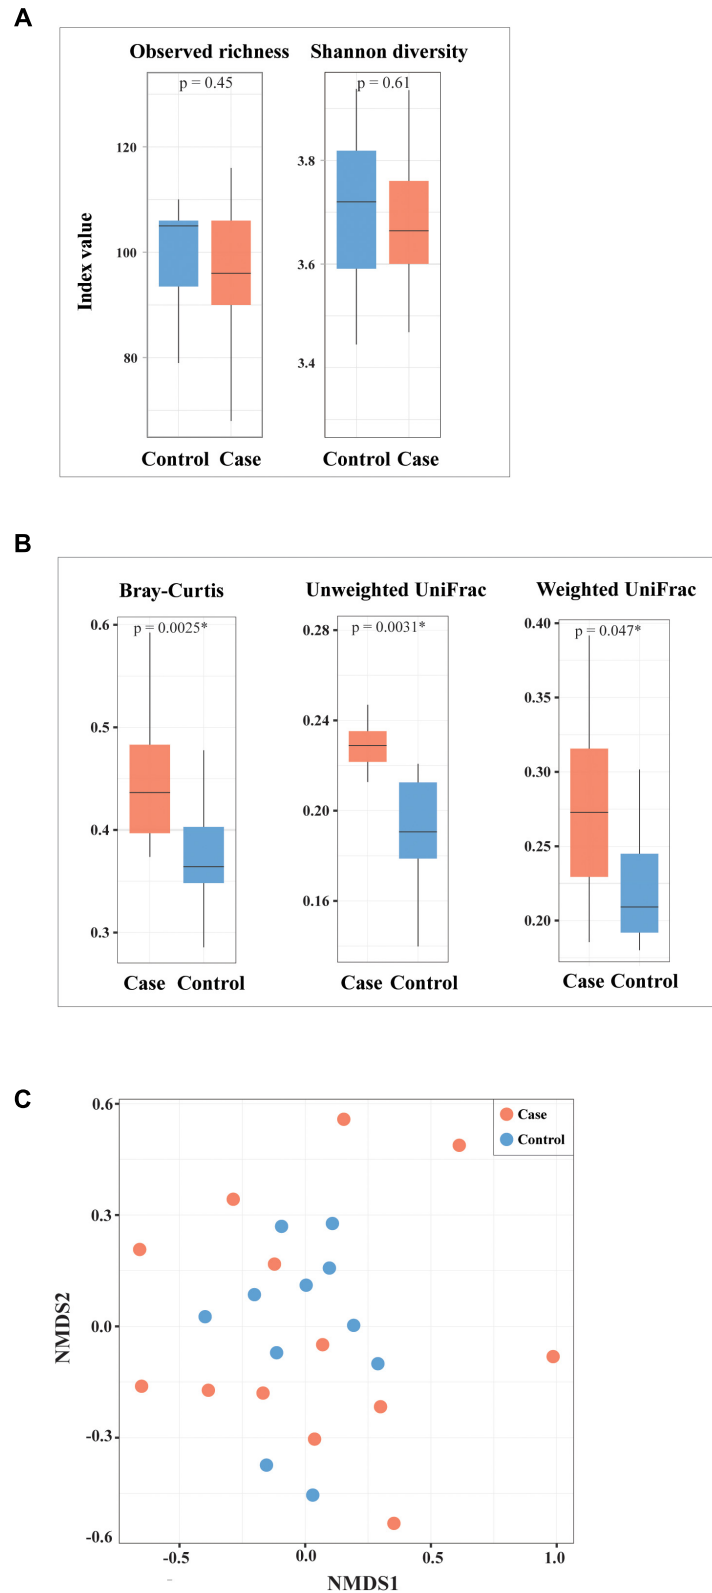 A
Observed richness Shannon diversity
p = 0.45 p = 0.61
Index value
120
100
80
3.8
3.6
3.4
Control Case Control Case
B
Bray-Curtis Unweighted UniFrac Weighted UniFrac
p = 0.0025* p = 0.0031* p = 0.047*
0.6
0.5
0.4
0.3
0.28
0.24
0.20
0.16
0.40
0.35
0.30
0.25
0.20
Case Control Case Control Case Control
C
Case
Control
NMDS2
0.6
0.3
0.0
-0.3
-0.6
-0.5 0.0 0.5 1.0
NMDS1